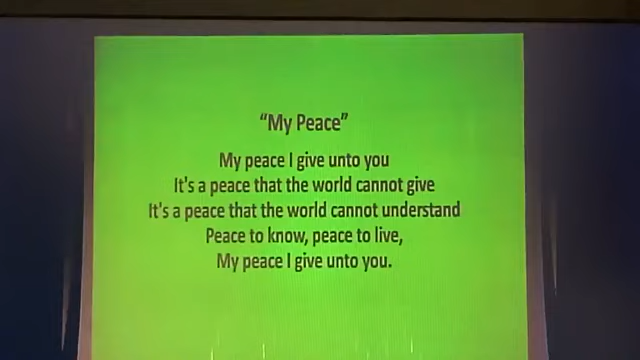 “My Peace”
My peace I give unto you
It's a peace that the world cannot give
It's a peace that the world cannot understand
Peace to know, peace to live,
My peace I give unto you.